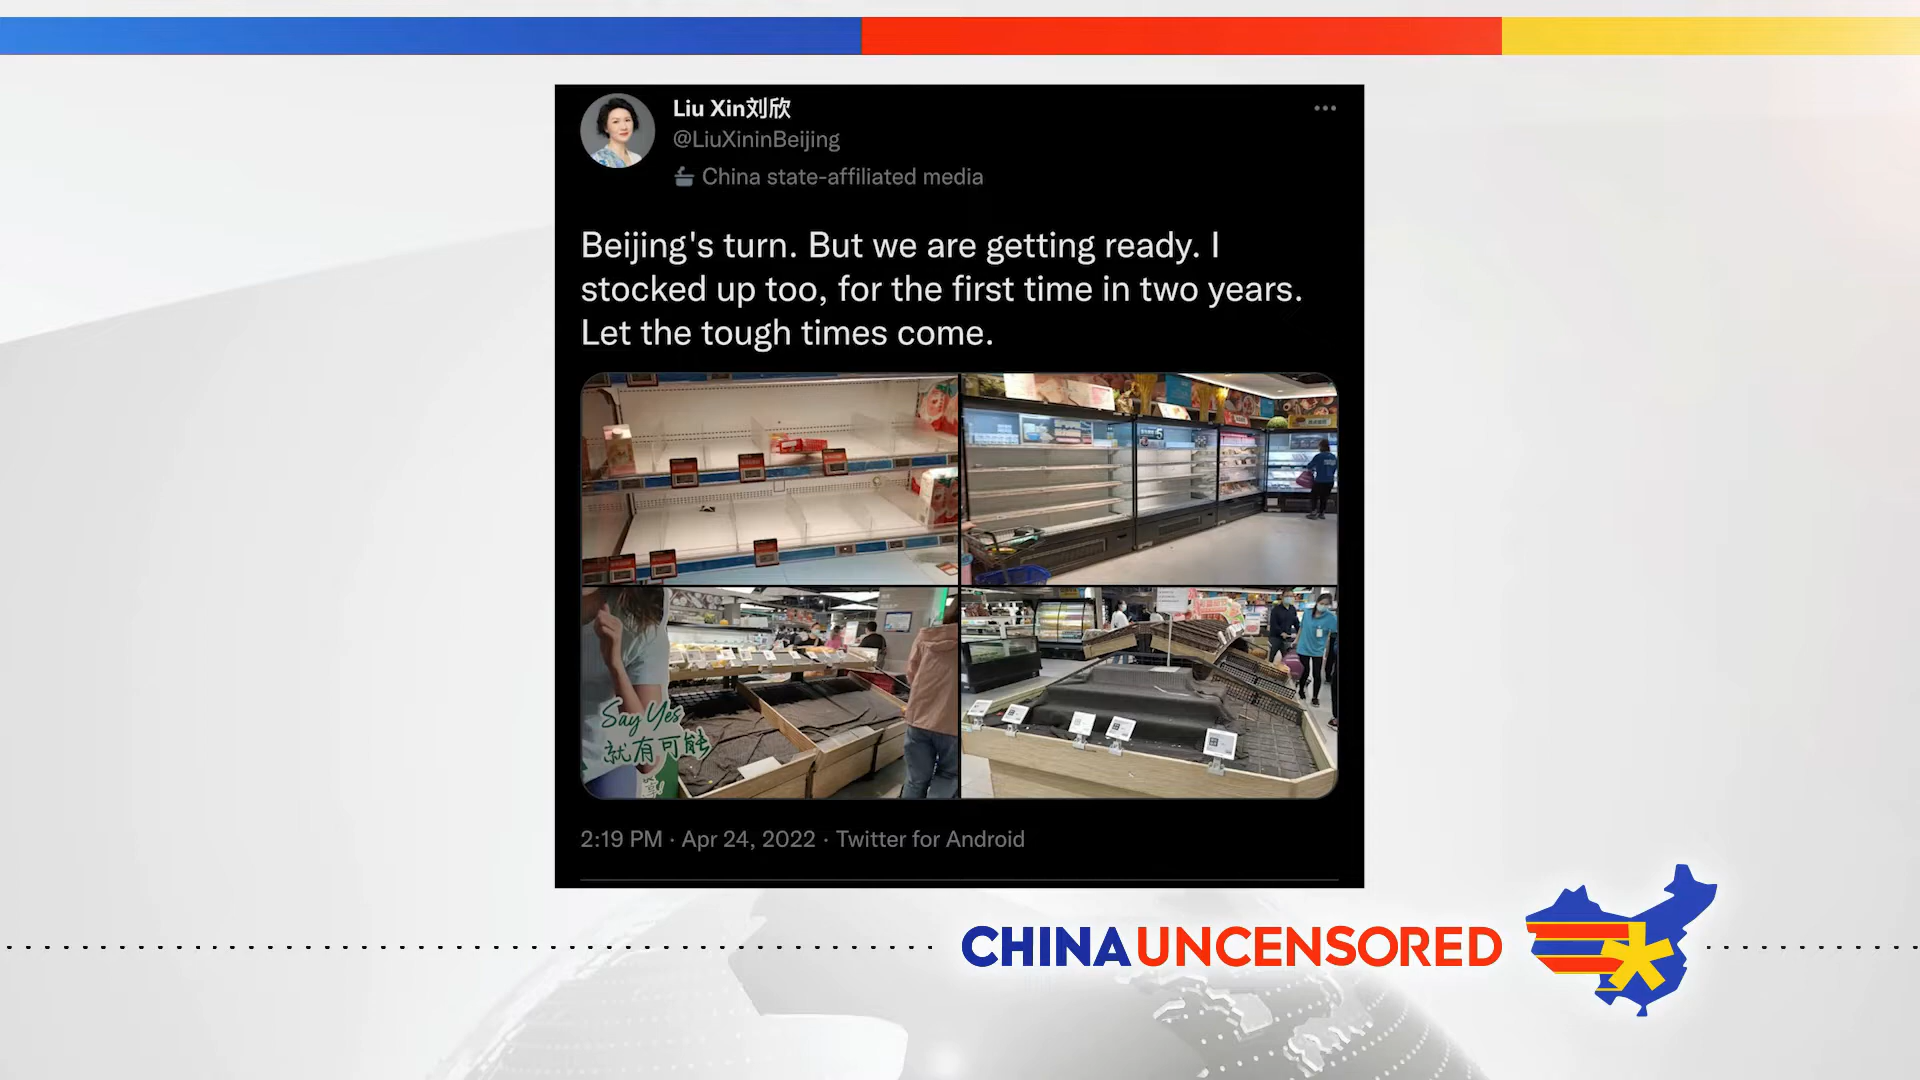 Liu Xin刘欣
@LiuXininBeijing
China state-affiliated media
Beijing's turn. But we are getting ready. I
stocked up too, for the first time in two years.
Let the tough times come.
5
Say Yes
就有可能
2:19 PM · Apr 24, 2022 · Twitter for Android
CHINAUNCENSORED